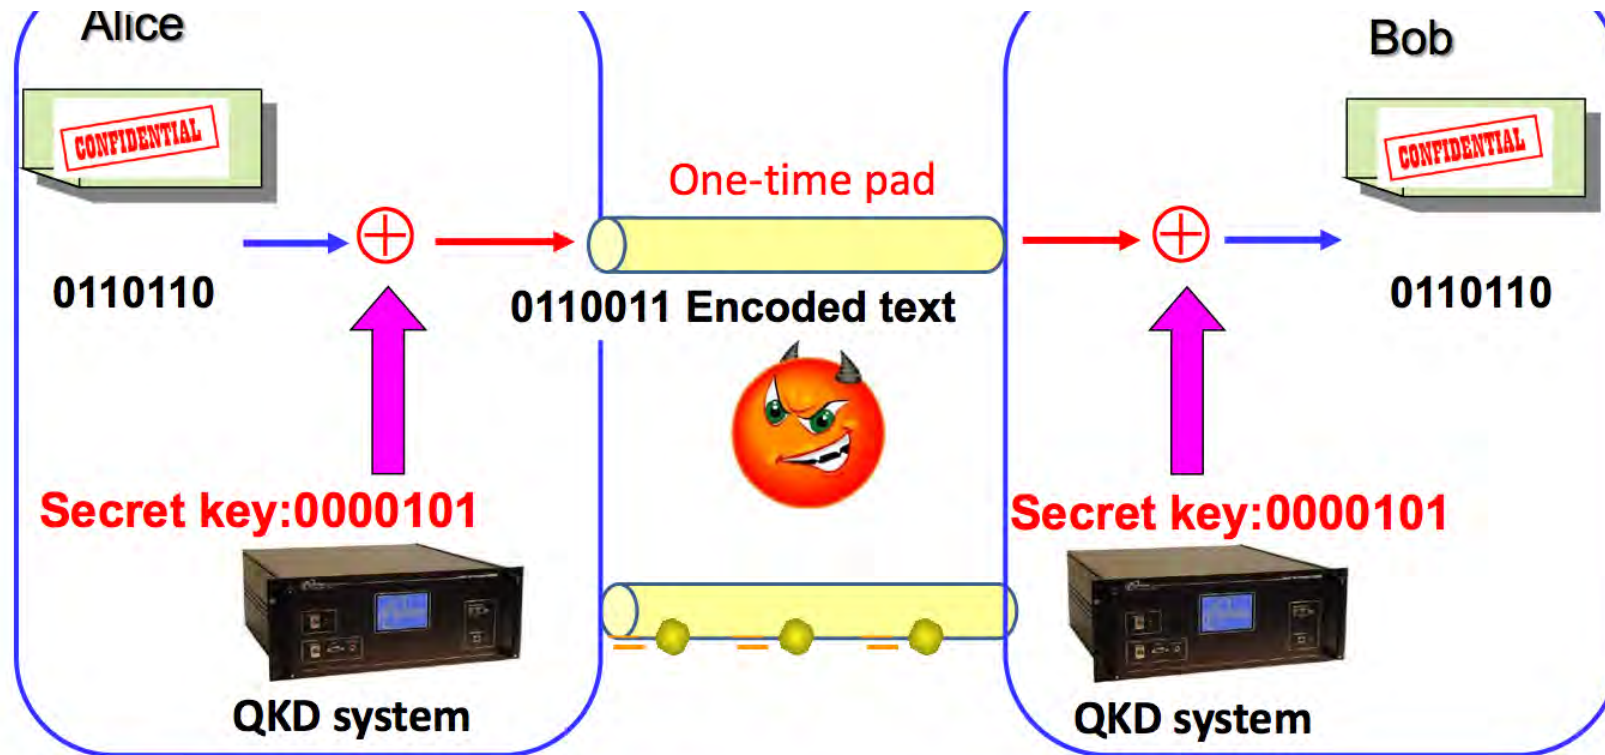 Alice
Bob
CONFIDENTIAL
CONFIDENTIAL
One-time pad
0110110
0110011 Encoded text
0110110
Secret key:0000101
Secret key:0000101
QKD system
QKD system